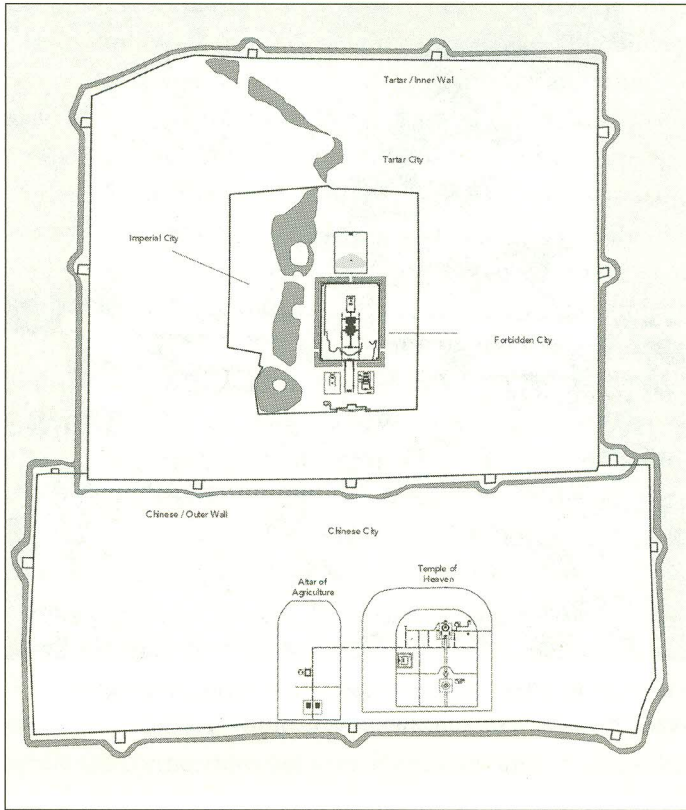 Tartar / Inner Wall
Tartar City
Imperial City
Forbidden City
Chinese / Outer Wall
Chinese City
Altar of
Agriculture
Temple of
Heaven